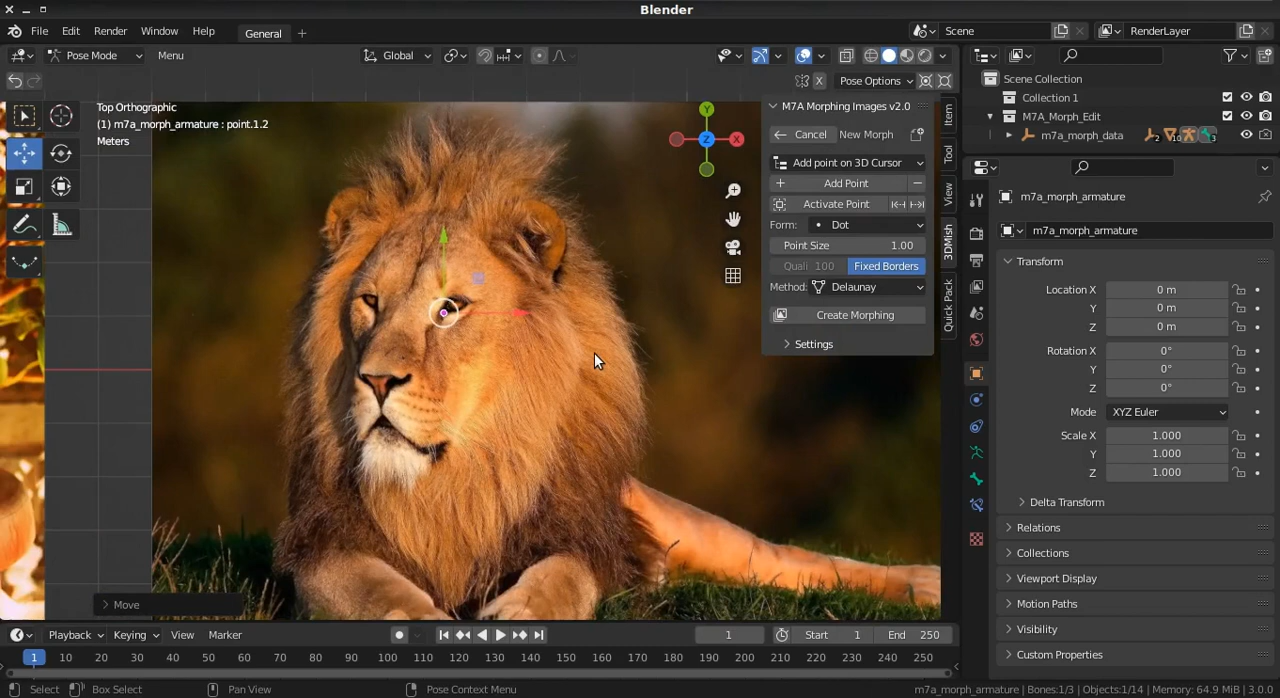 Blender
File Edit Render Window Help General + Scene RenderLayer
Pose Mode Menu Global
X Pose Options
Top Orthographic
(1) m7a_morph_armature : point.1.2
Meters
Y
X
Z
M7A Morphing Images v2.0
Cancel New Morph
Add point on 3D Cursor
+ Add Point −
Activate Point
Form: Dot
Point Size 1.00
Quali 100 Fixed Borders
Method: Delaunay
Create Morphing
Settings
Item
Tool
View
3DMish
Quick Pack
Scene Collection
Collection 1
M7A_Morph_Edit
m7a_morph_data 2 10 3
m7a_morph_armature
m7a_morph_armature
Transform
Location X 0 m
Y 0 m
Z 0 m
Rotation X 0°
Y 0°
Z 0°
Mode XYZ Euler
Scale X 1.000
Y 1.000
Z 1.000
Delta Transform
Relations
Collections
Viewport Display
Motion Paths
Visibility
Custom Properties
Move
Playback Keying View Marker 1 Start 1 End 250
1 10 20 30 40 50 60 70 80 90 100 110 120 130 140 150 160 170 180 190 200 210 220 230 240 250
Select Box Select Pan View Pose Context Menu m7a_morph_armature | Bones:1/3 | Objects:1/14 | Memory: 64.9 MiB | 3.0.0